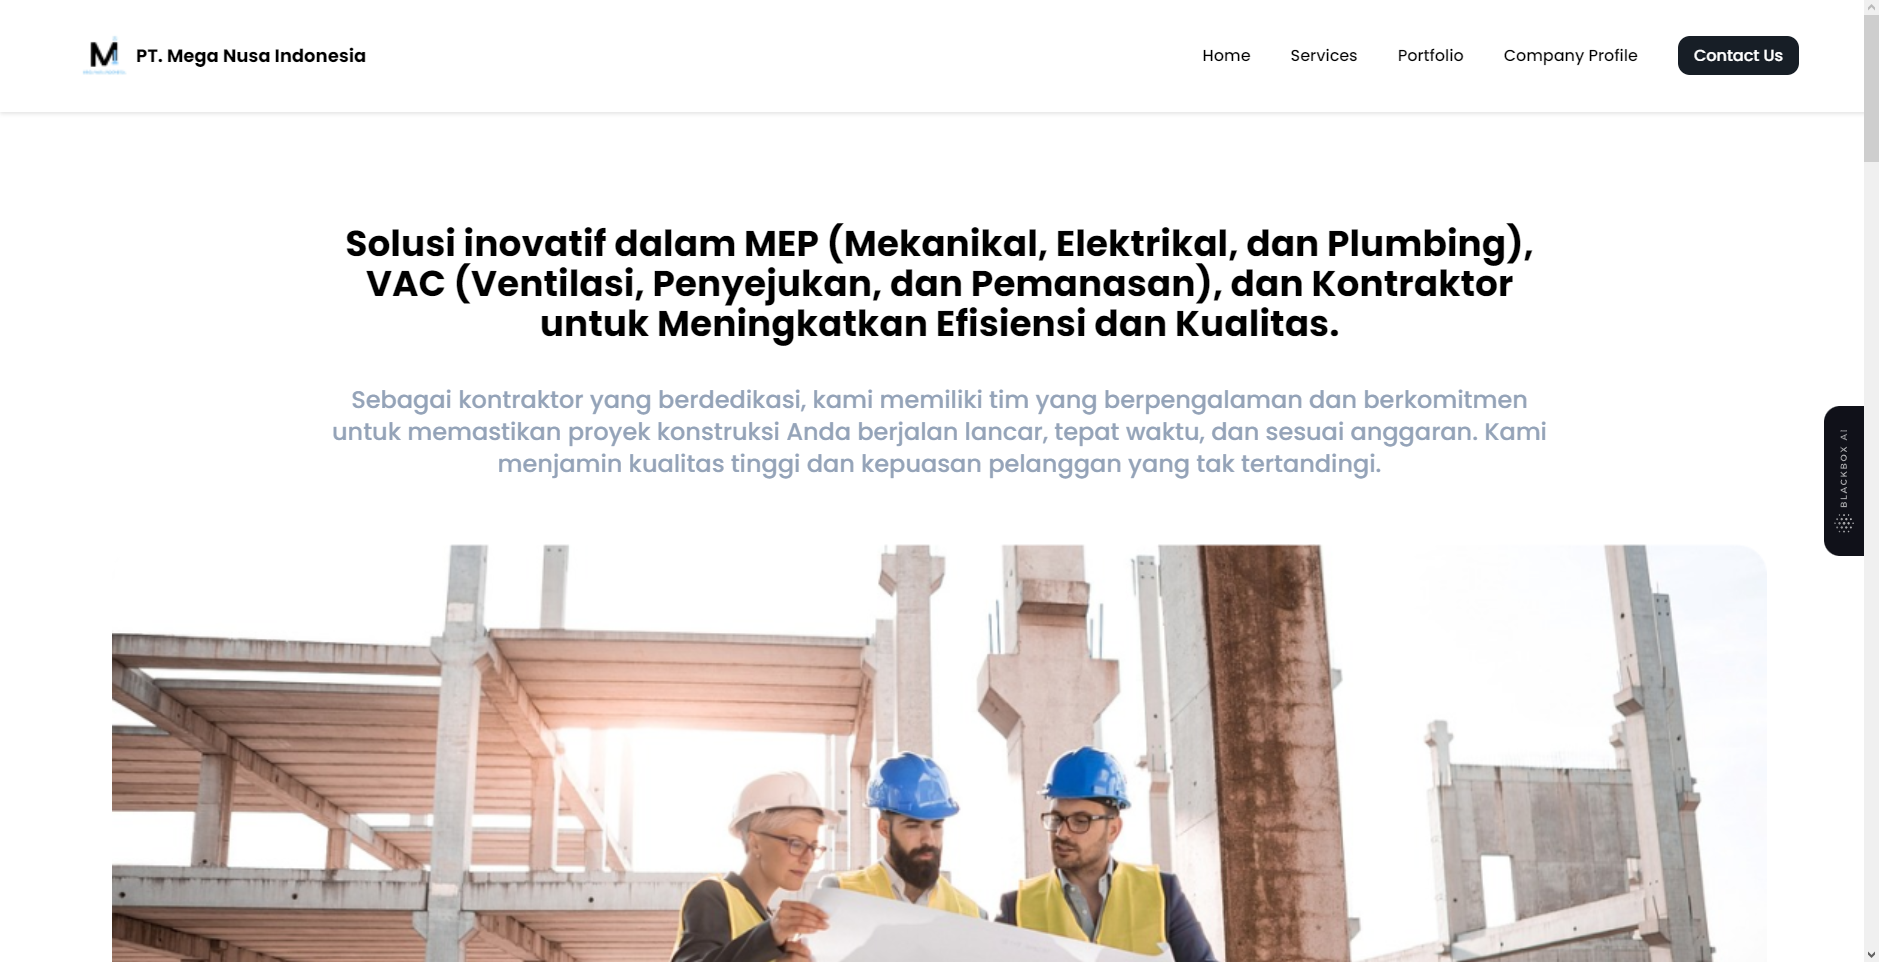 PT. Mega Nusa Indonesia
Home
Services
Portfolio
Company Profile
Contact Us
Solusi inovatif dalam MEP (Mekanikal, Elektrikal, dan Plumbing),
VAC (Ventilasi, Penyejukan, dan Pemanasan), dan Kontraktor
untuk Meningkatkan Efisiensi dan Kualitas.
Sebagai kontraktor yang berdedikasi, kami memiliki tim yang berpengalaman dan berkomitmen
untuk memastikan proyek konstruksi Anda berjalan lancar, tepat waktu, dan sesuai anggaran. Kami
menjamin kualitas tinggi dan kepuasan pelanggan yang tak tertandingi.
BLACKBOX AI